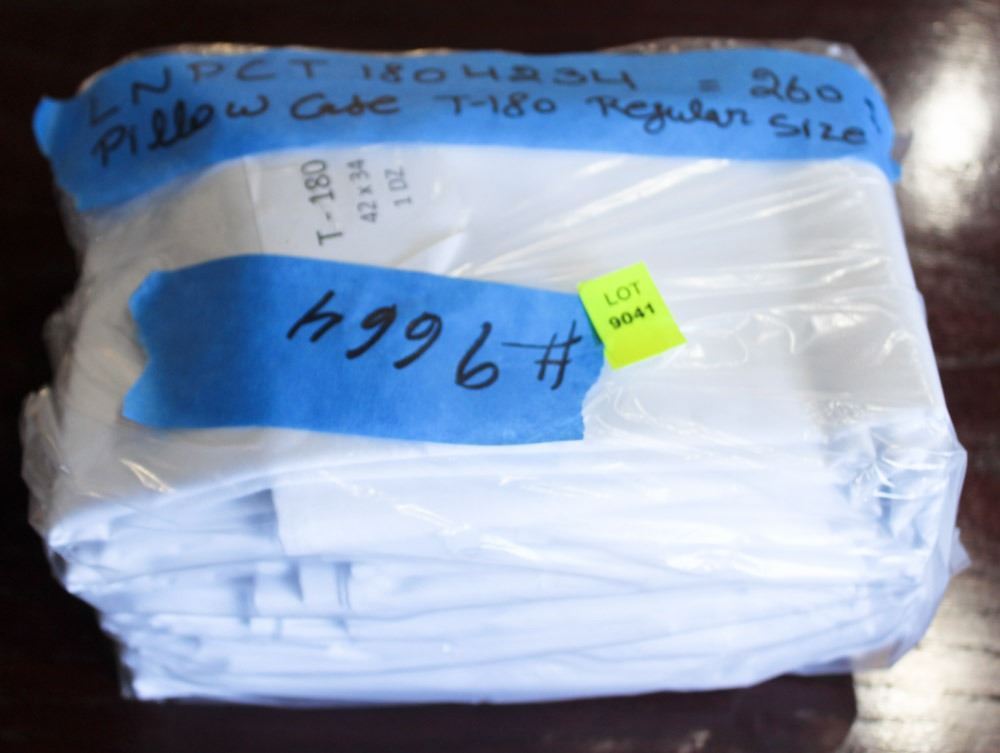 LNPCT 1804234 = 260
Pillow Case T-180 Regular Size
T-180
42 x 34
1 DZ
#9664
LOT
9041